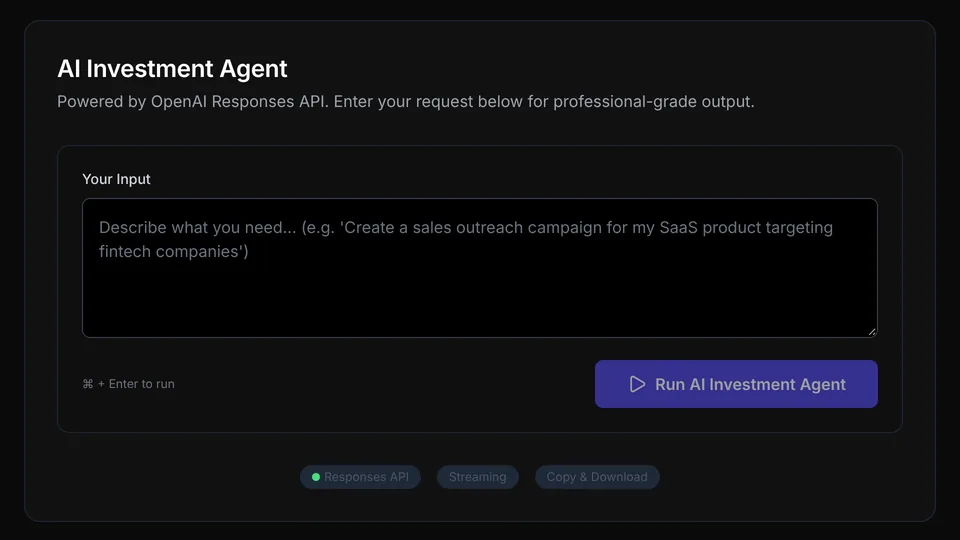 AI Investment Agent
Powered by OpenAI Responses API. Enter your request below for professional-grade output.
Your Input
Describe what you need... (e.g. 'Create a sales outreach campaign for my SaaS product targeting
fintech companies')
⌘ + Enter to run
Run AI Investment Agent
Responses API
Streaming
Copy & Download